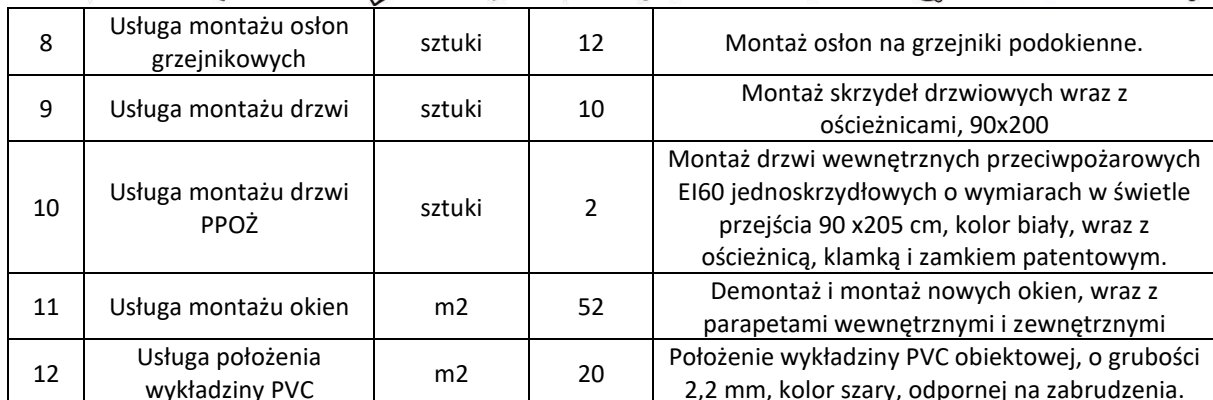 8
Usługa montażu osłon
grzejnikowych
sztuki
12
Montaż osłon na grzejniki podokienne.
9
Usługa montażu drzwi
sztuki
10
Montaż skrzydeł drzwiowych wraz z
ościeżnicami, 90x200
10
Usługa montażu drzwi
PPOŻ
sztuki
2
Montaż drzwi wewnętrznych przeciwpożarowych
EI60 jednoskrzydłowych o wymiarach w świetle
przejścia 90 x205 cm, kolor biały, wraz z
ościeżnicą, klamką i zamkiem patentowym.
11
Usługa montażu okien
m2
52
Demontaż i montaż nowych okien, wraz z
parapetami wewnętrznymi i zewnętrznymi
12
Usługa położenia
wykładziny PVC
m2
20
Położenie wykładziny PVC obiektowej, o grubości
2,2 mm, kolor szary, odpornej na zabrudzenia.